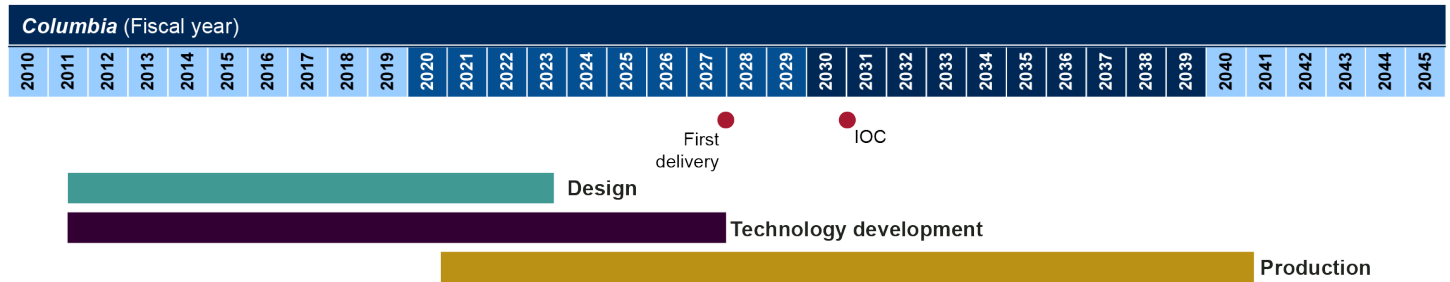 Columbia (Fiscal year)
2010 2011 2012 2013 2014 2015 2016 2017 2018 2019 2020 2021 2022 2023 2024 2025 2026 2027 2028 2029 2030 2031 2032 2033 2034 2035 2036 2037 2038 2039 2040 2041 2042 2043 2044 2045
First
delivery
IOC
Design
Technology development
Production